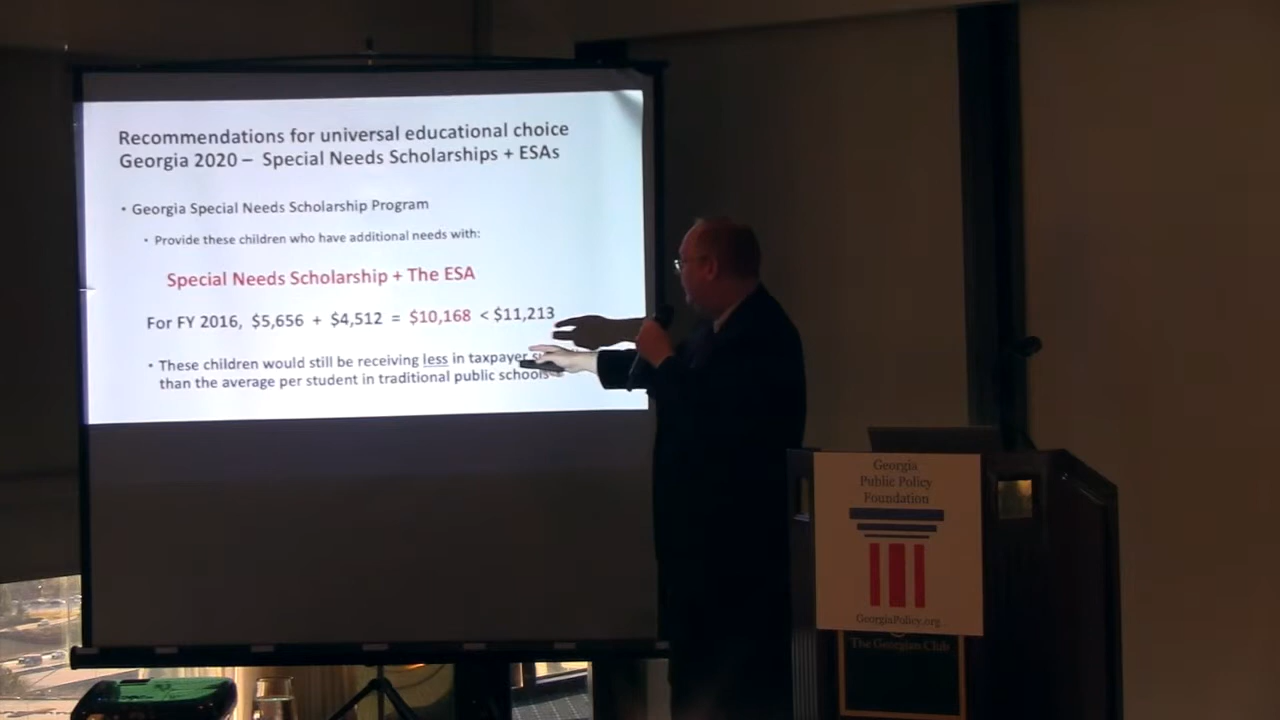 Recommendations for universal educational choice
Georgia 2020 – Special Needs Scholarships + ESAs
• Georgia Special Needs Scholarship Program
• Provide these children who have additional needs with:
Special Needs Scholarship + The ESA
For FY 2016, $5,656 + $4,512 = $10,168 < $11,213
• These children would still be receiving less in taxpayer
than the average per student in traditional public schools
Georgia
Public Policy
Foundation
GeorgiaPolicy.org
The Georgian Club